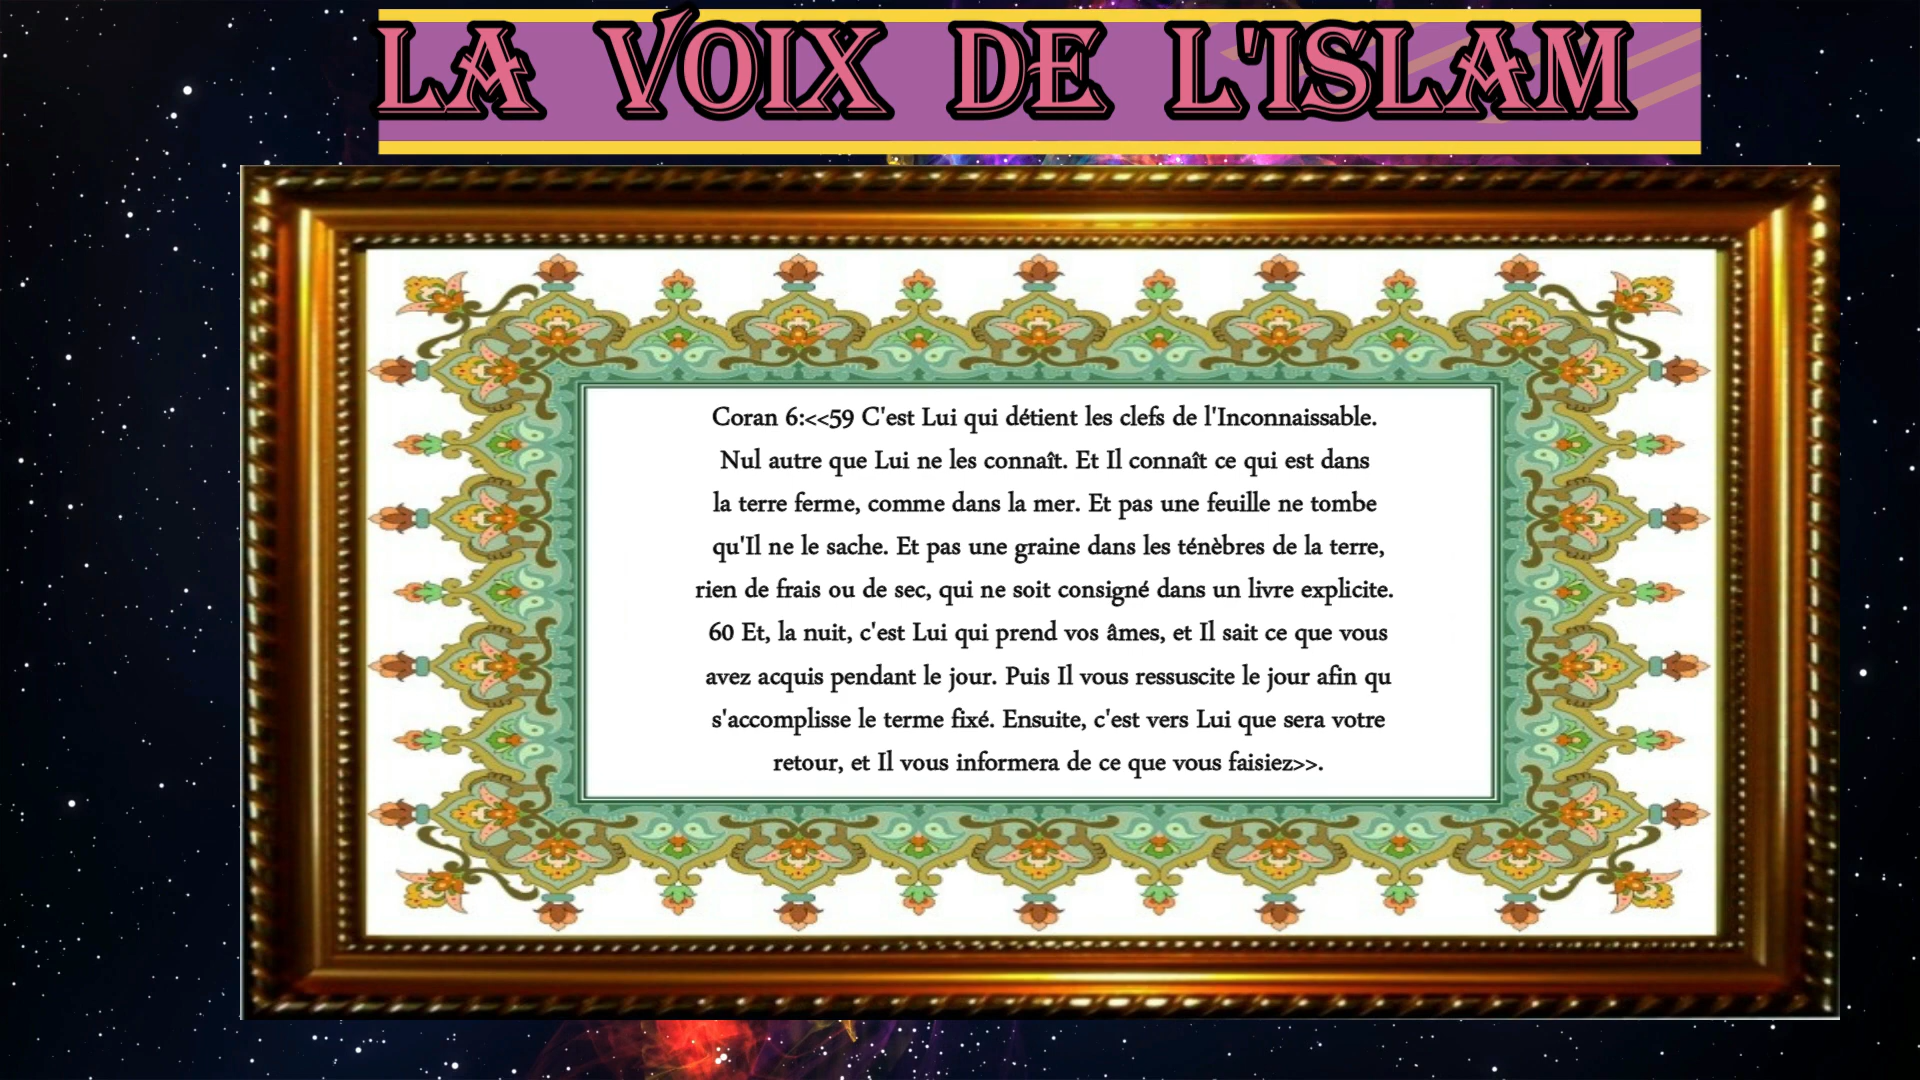 LA VOIX DE L'ISLAM
Coran 6:<<59 C'est Lui qui détient les clefs de l'Inconnaissable.
Nul autre que Lui ne les connaît. Et Il connaît ce qui est dans
la terre ferme, comme dans la mer. Et pas une feuille ne tombe
qu'Il ne le sache. Et pas une graine dans les ténèbres de la terre,
rien de frais ou de sec, qui ne soit consigné dans un livre explicite.
60 Et, la nuit, c'est Lui qui prend vos âmes, et Il sait ce que vous
avez acquis pendant le jour. Puis Il vous ressuscite le jour afin qu
s'accomplisse le terme fixé. Ensuite, c'est vers Lui que sera votre
retour, et Il vous informera de ce que vous faisiez>>.